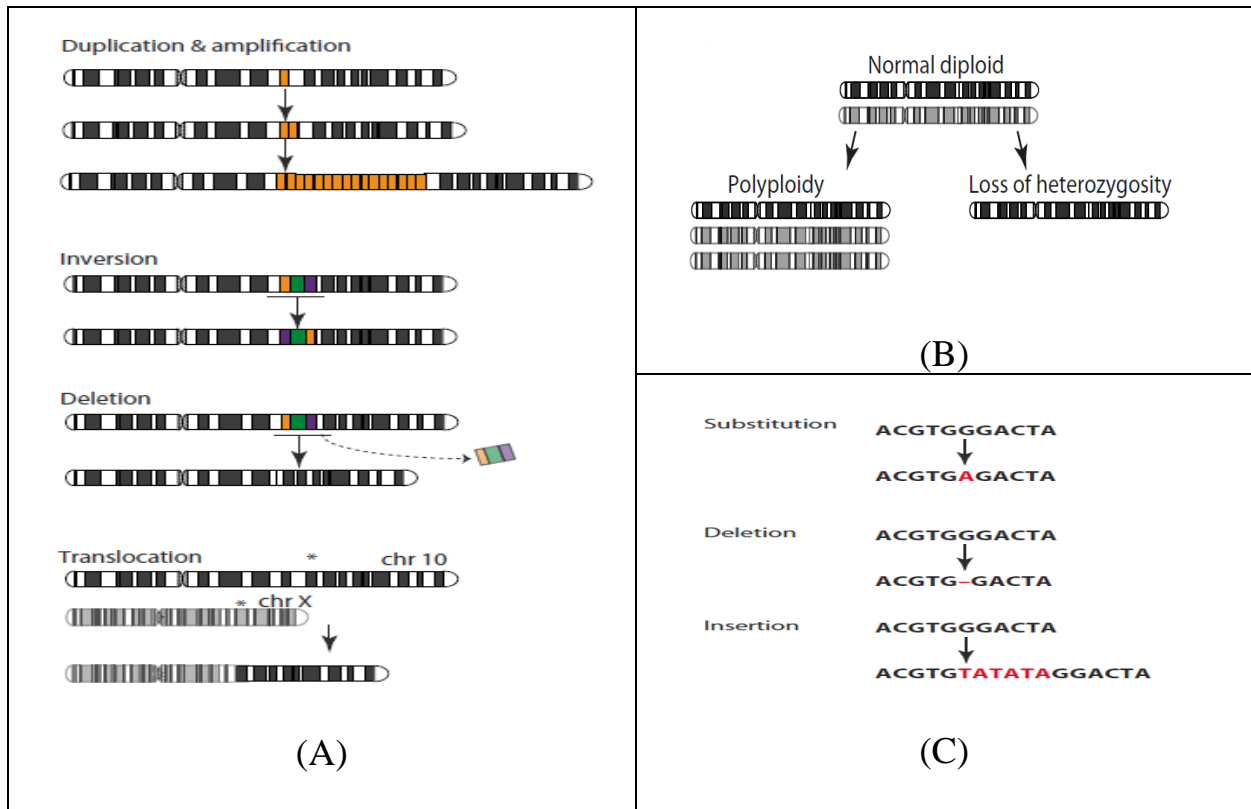 Duplication & amplification
Inversion
Deletion
Translocation
*
chr 10
* chr X
(A)
Normal diploid
Polyploidy
Loss of heterozygosity
(B)
Substitution ACGTGGGACTA
ACGTGAGACTA
Deletion ACGTGGGACTA
ACGTG–GACTA
Insertion ACGTGGGACTA
ACGTGTATATAGGACTA
(C)